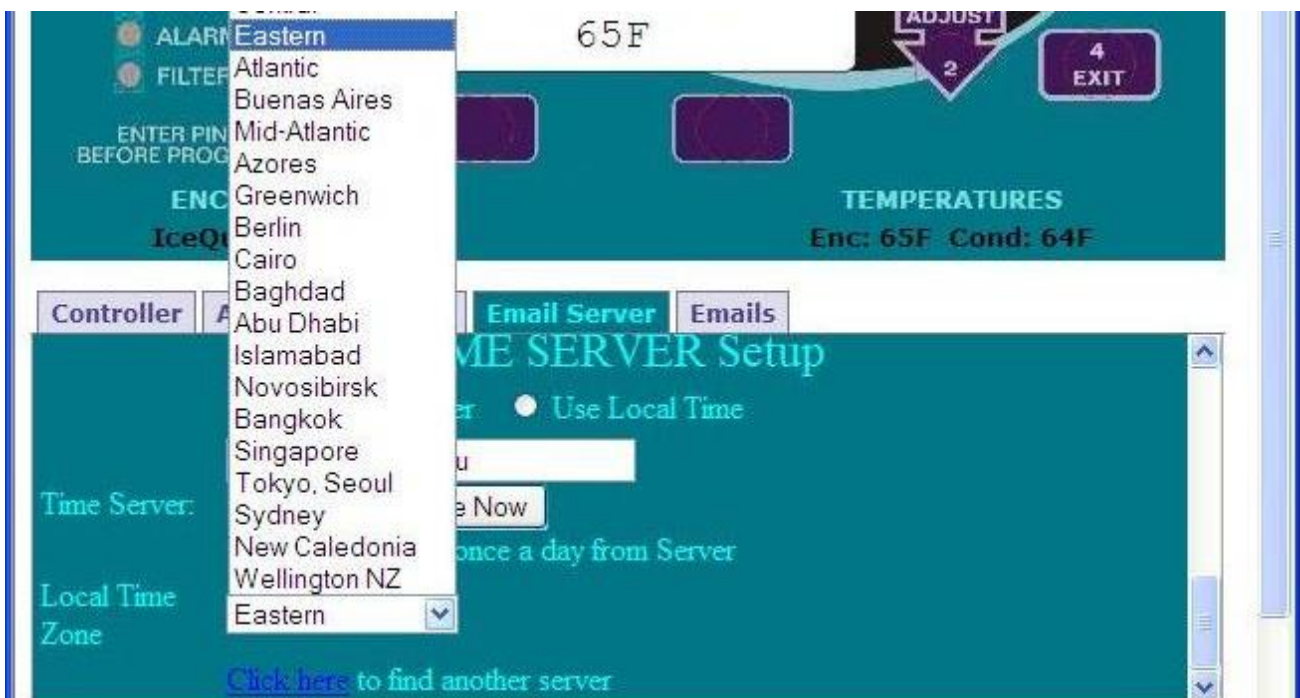 ADJUST
ALARM
65F
2
4
EXIT
FILTER
ENTER PIN
BEFORE PROG
ENC
TEMPERATURES
IceQu
Enc: 65F Cond: 64F
Eastern
Atlantic
Buenas Aires
Mid-Atlantic
Azores
Greenwich
Berlin
Cairo
Baghdad
Abu Dhabi
Islamabad
Novosibirsk
Bangkok
Singapore
Tokyo, Seoul
Sydney
New Caledonia
Wellington NZ
Controller
A
Email Server
Emails
ME SERVER Setup
er
Use Local Time
u
Time Server:
e Now
once a day from Server
Local Time
Zone
Eastern
Click here to find another server